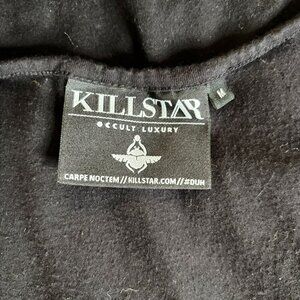 KILLSTAR
M
OCCULT LUXURY
CARPE NOCTEM // KILLSTAR.COM // #DUH